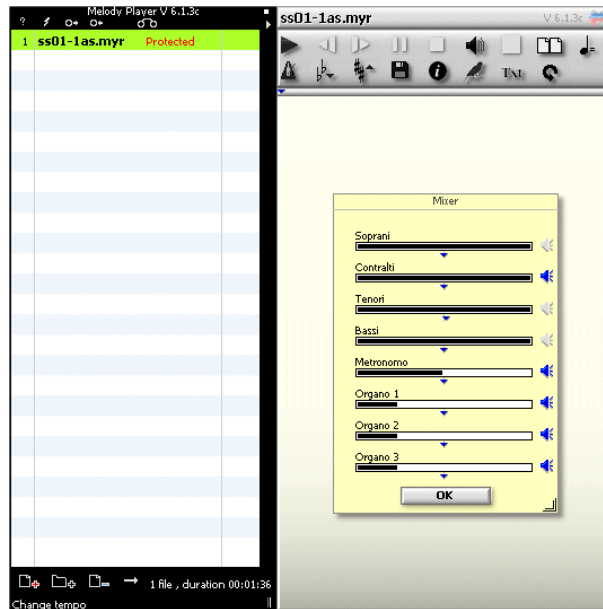 Melody Player V 6.1.3c
?
1 ss01-1as.myr Protected
1 file , duration 00:01:36
Change tempo
ss01-1as.myr V 6.1.3c
TXt
Mixer
Soprani
Contralti
Tenori
Bassi
Metronomo
Organo 1
Organo 2
Organo 3
OK